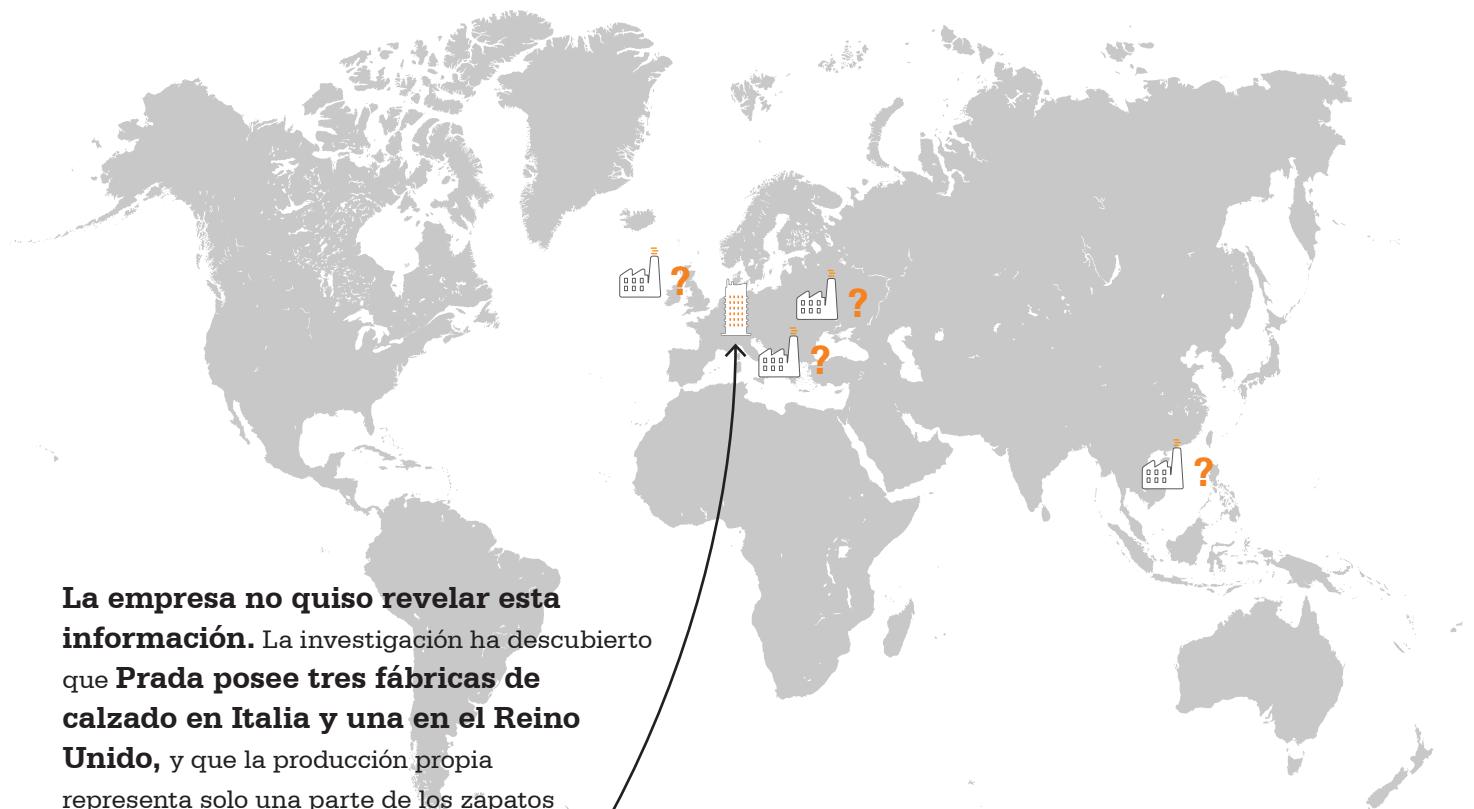 ?
?
?
?
La empresa no quiso revelar esta
información. La investigación ha descubierto
que Prada posee tres fábricas de
calzado en Italia y una en el Reino
Unido, y que la producción propia
representa solo una parte de los zapatos